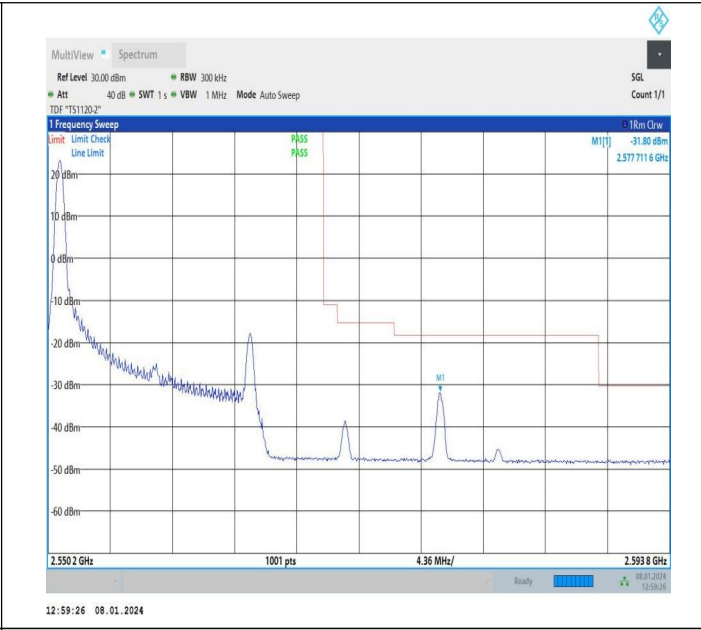 R&S
MultiView Spectrum
Ref Level 30.00 dBm RBW 300 kHz SGL
Att 40 dB SWT 1 s VBW 1 MHz Mode Auto Sweep Count 1/1
TDF "TS1120-2"
1 Frequency Sweep 1Rm Clrw
Limit Limit Check PASS M1[1] -31.80 dBm
Line Limit PASS 2.577 711 6 GHz
20 dBm
10 dBm
0 dBm
-10 dBm
-20 dBm
-30 dBm
M1
-40 dBm
-50 dBm
-60 dBm
2.550 2 GHz 1001 pts 4.36 MHz/ 2.593 8 GHz
Ready 08.01.2024
12:59:26
12:59:26 08.01.2024